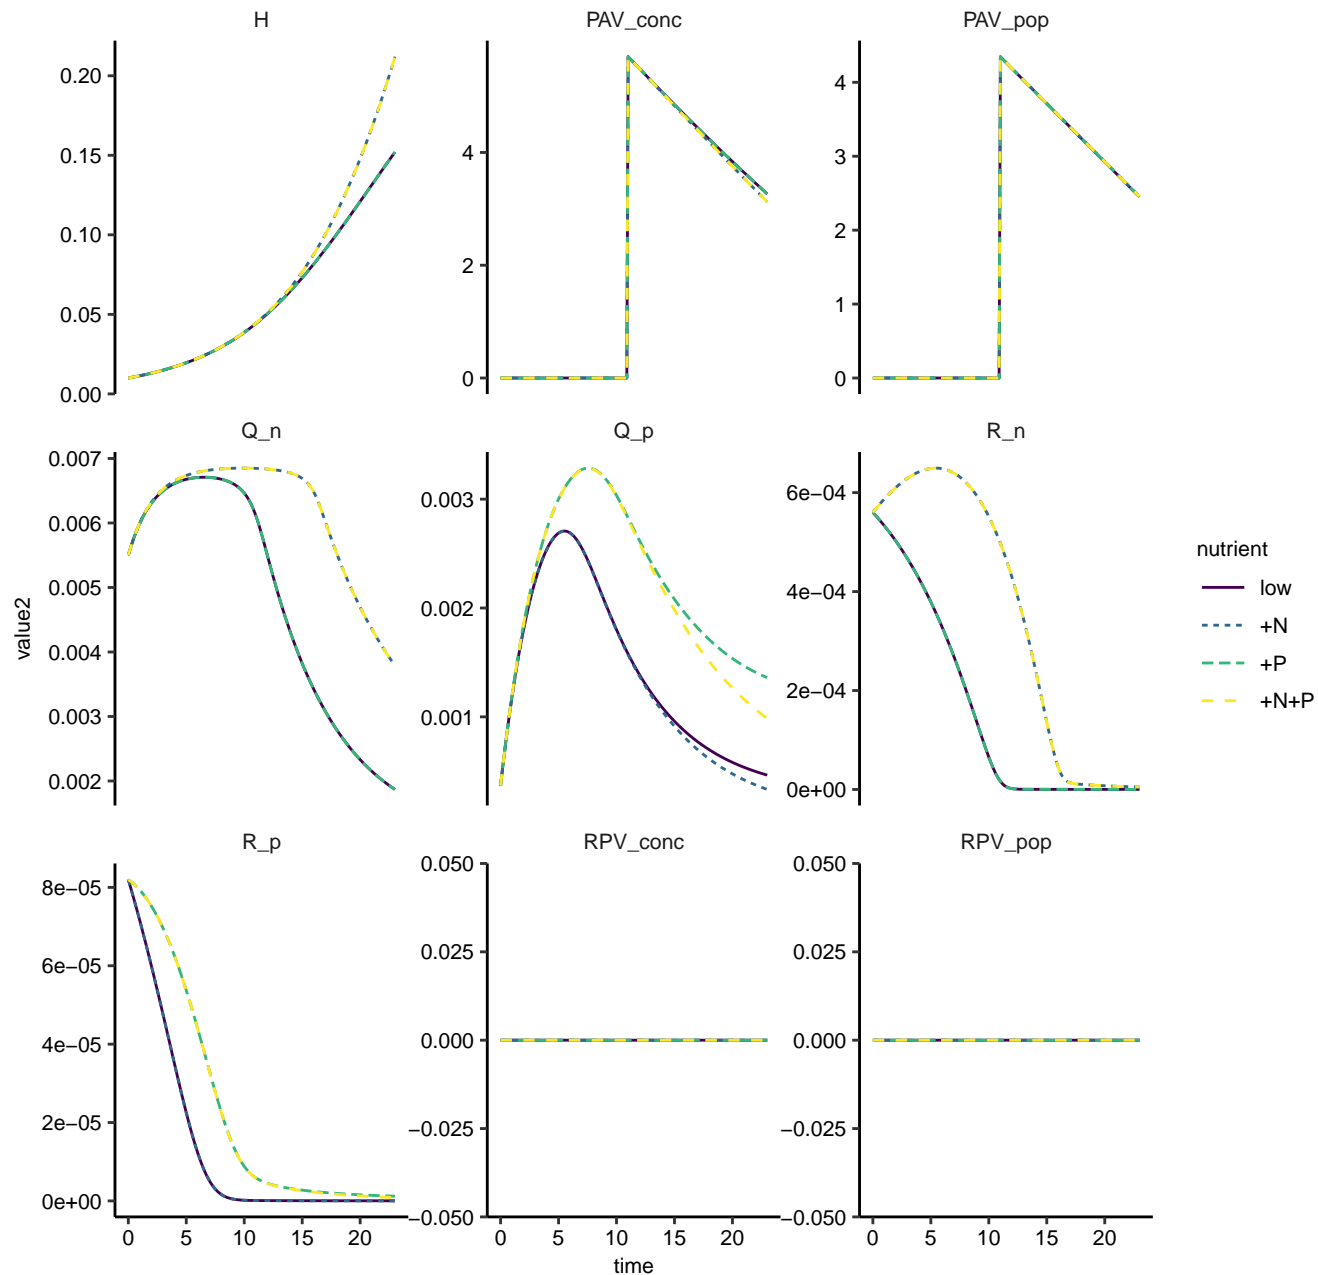 H
PAV_conc
PAV_pop
0.20
0.15
0.10
0.05
0.00
4
2
0
4
3
2
1
0
Q_n
Q_p
R_n
0.007
0.006
0.005
0.004
0.003
0.002
0.003
0.002
0.001
6e−04
4e−04
2e−04
0e+00
value2
nutrient
low
+N
+P
+N+P
R_p
RPV_conc
RPV_pop
8e−05
6e−05
4e−05
2e−05
0e+00
0.050
0.025
0.000
−0.025
−0.050
0.050
0.025
0.000
−0.025
−0.050
0 5 10 15 20
0 5 10 15 20
0 5 10 15 20
time